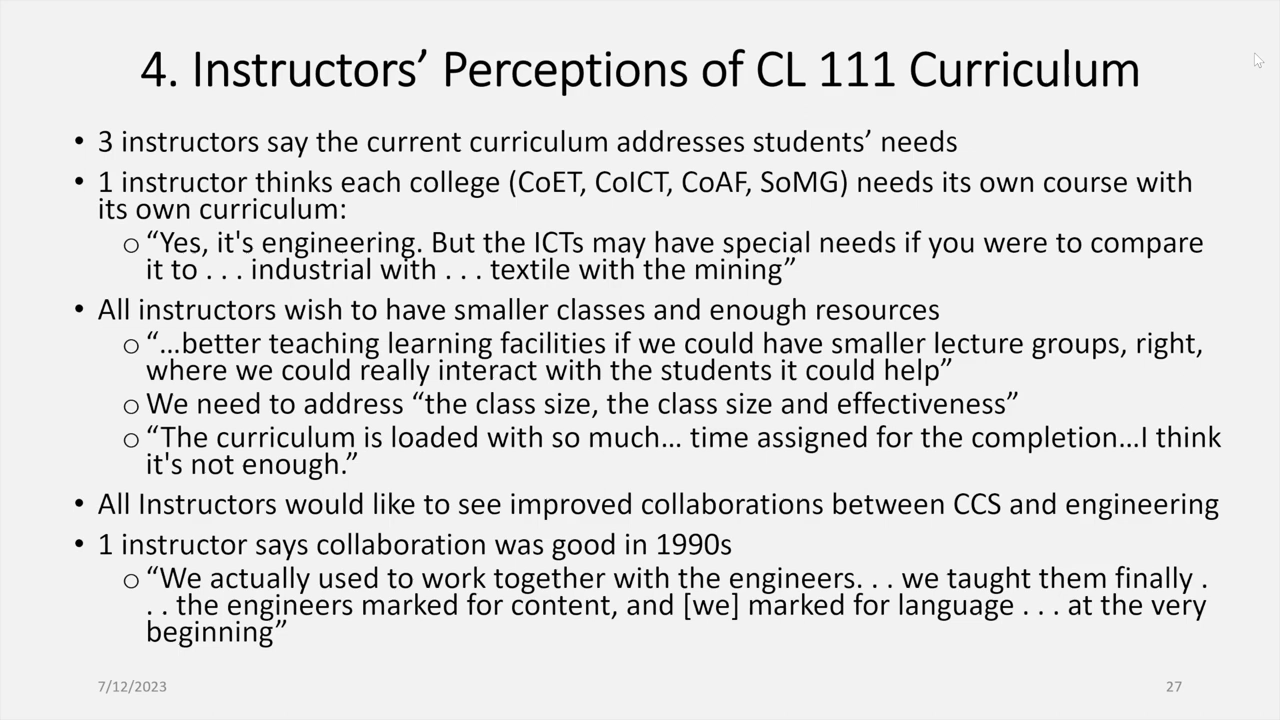 4. Instructors’ Perceptions of CL 111 Curriculum
• 3 instructors say the current curriculum addresses students’ needs
• 1 instructor thinks each college (CoET, CoICT, CoAF, SoMG) needs its own course with
its own curriculum:
o “Yes, it's engineering. But the ICTs may have special needs if you were to compare
it to . . . industrial with . . . textile with the mining”
• All instructors wish to have smaller classes and enough resources
o “…better teaching learning facilities if we could have smaller lecture groups, right,
where we could really interact with the students it could help”
o We need to address “the class size, the class size and effectiveness”
o “The curriculum is loaded with so much… time assigned for the completion…I think
it's not enough.”
• All Instructors would like to see improved collaborations between CCS and engineering
• 1 instructor says collaboration was good in 1990s
o “We actually used to work together with the engineers. . . we taught them finally .
. . the engineers marked for content, and [we] marked for language . . . at the very
beginning”
7/12/2023
27